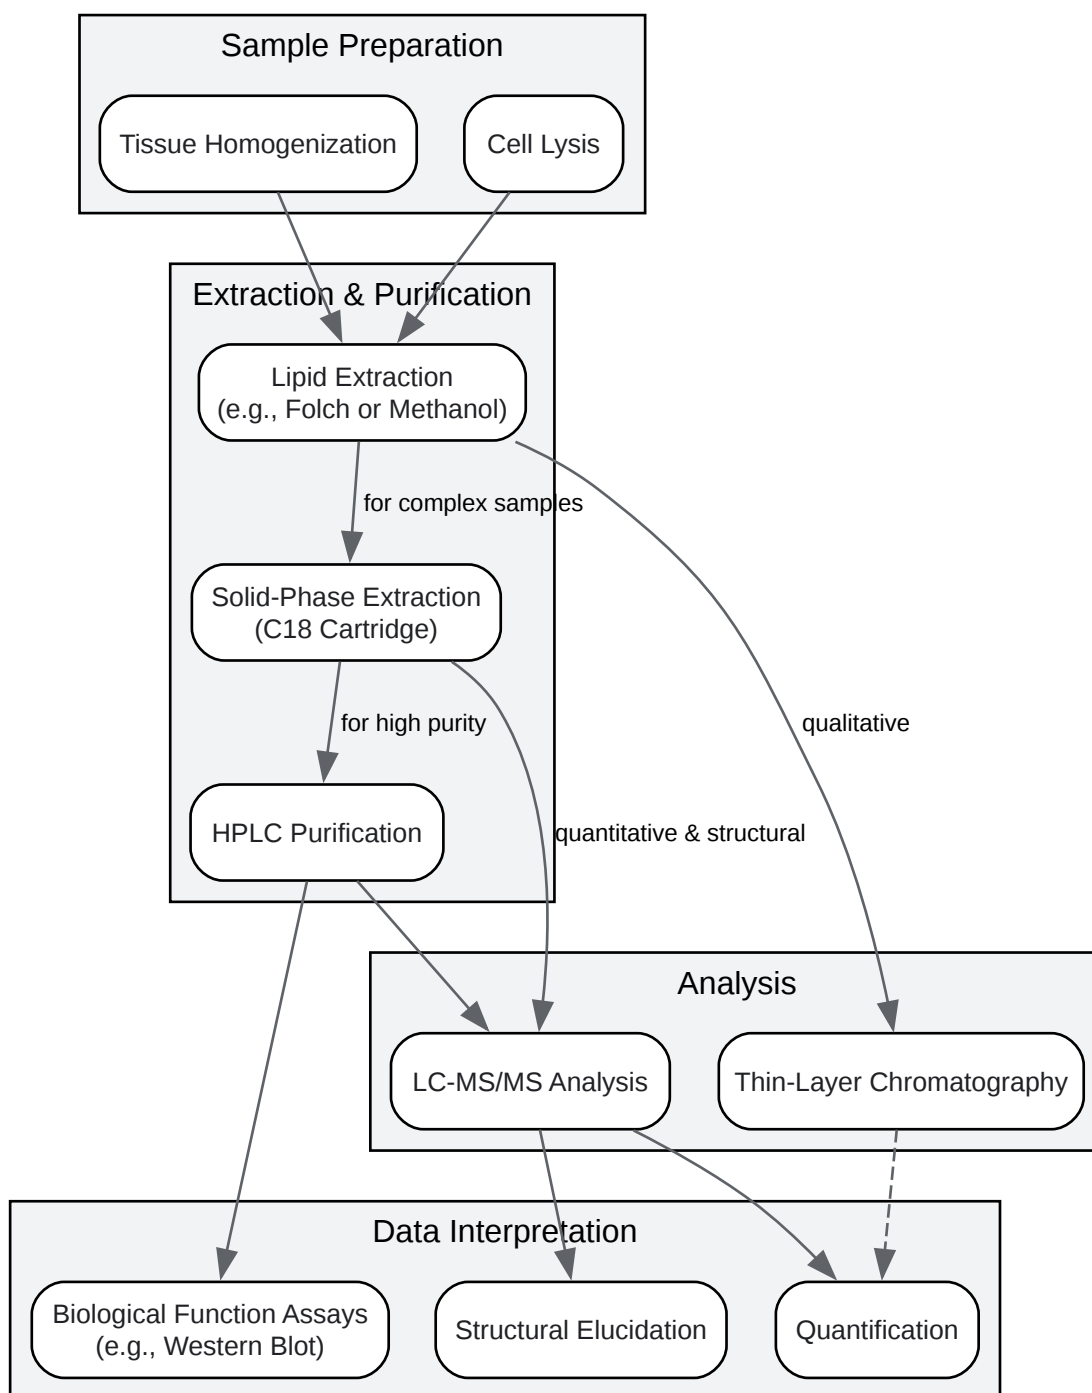 Sample Preparation
Tissue Homogenization
Cell Lysis
Extraction & Purification
Lipid Extraction
(e.g., Folch or Methanol)
for complex samples
Solid-Phase Extraction
(C18 Cartridge)
for high purity
qualitative
HPLC Purification
quantitative & structural
Analysis
LC-MS/MS Analysis
Thin-Layer Chromatography
Data Interpretation
Biological Function Assays
(e.g., Western Blot)
Structural Elucidation
Quantification